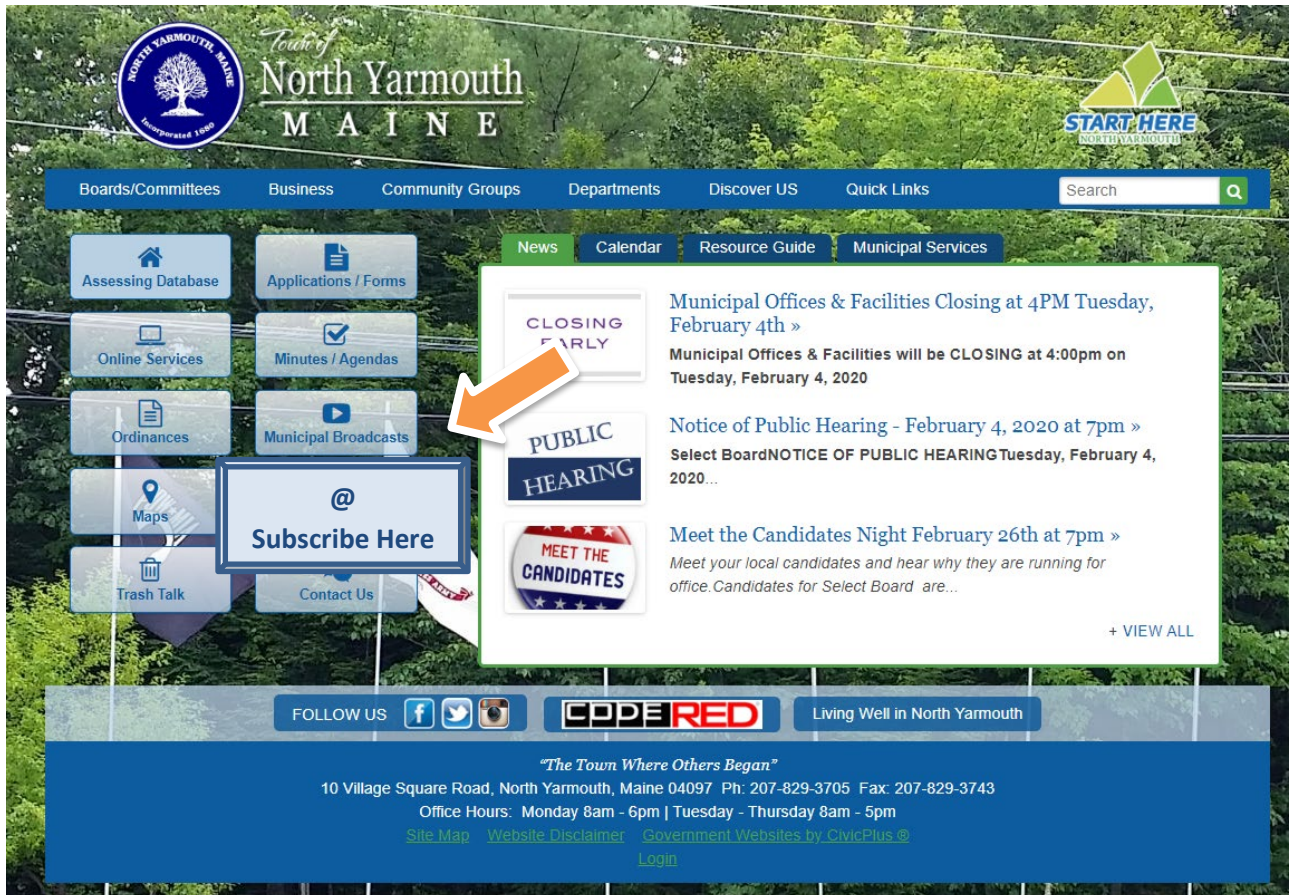 NORTH YARMOUTH, MAINE
Incorporated 1680
Town of
North Yarmouth
MAINE
START HERE
NORTH YARMOUTH
Boards/Committees Business Community Groups Departments Discover US Quick Links Search
News Calendar Resource Guide Municipal Services
Assessing Database Applications / Forms
Online Services Minutes / Agendas
Ordinances Municipal Broadcasts
Maps
@
Subscribe Here
Trash Talk Contact Us
CLOSING
EARLY
Municipal Offices & Facilities Closing at 4PM Tuesday,
February 4th »
Municipal Offices & Facilities will be CLOSING at 4:00pm on
Tuesday, February 4, 2020
PUBLIC
HEARING
Notice of Public Hearing - February 4, 2020 at 7pm »
Select BoardNOTICE OF PUBLIC HEARINGTuesday, February 4,
2020...
MEET THE
CANDIDATES
Meet the Candidates Night February 26th at 7pm »
Meet your local candidates and hear why they are running for
office.Candidates for Select Board are...
+ VIEW ALL
FOLLOW US CODERED Living Well in North Yarmouth
“The Town Where Others Began”
10 Village Square Road, North Yarmouth, Maine 04097 Ph: 207-829-3705 Fax: 207-829-3743
Office Hours: Monday 8am - 6pm | Tuesday - Thursday 8am - 5pm
Site Map Website Disclaimer Government Websites by CivicPlus ®
Login